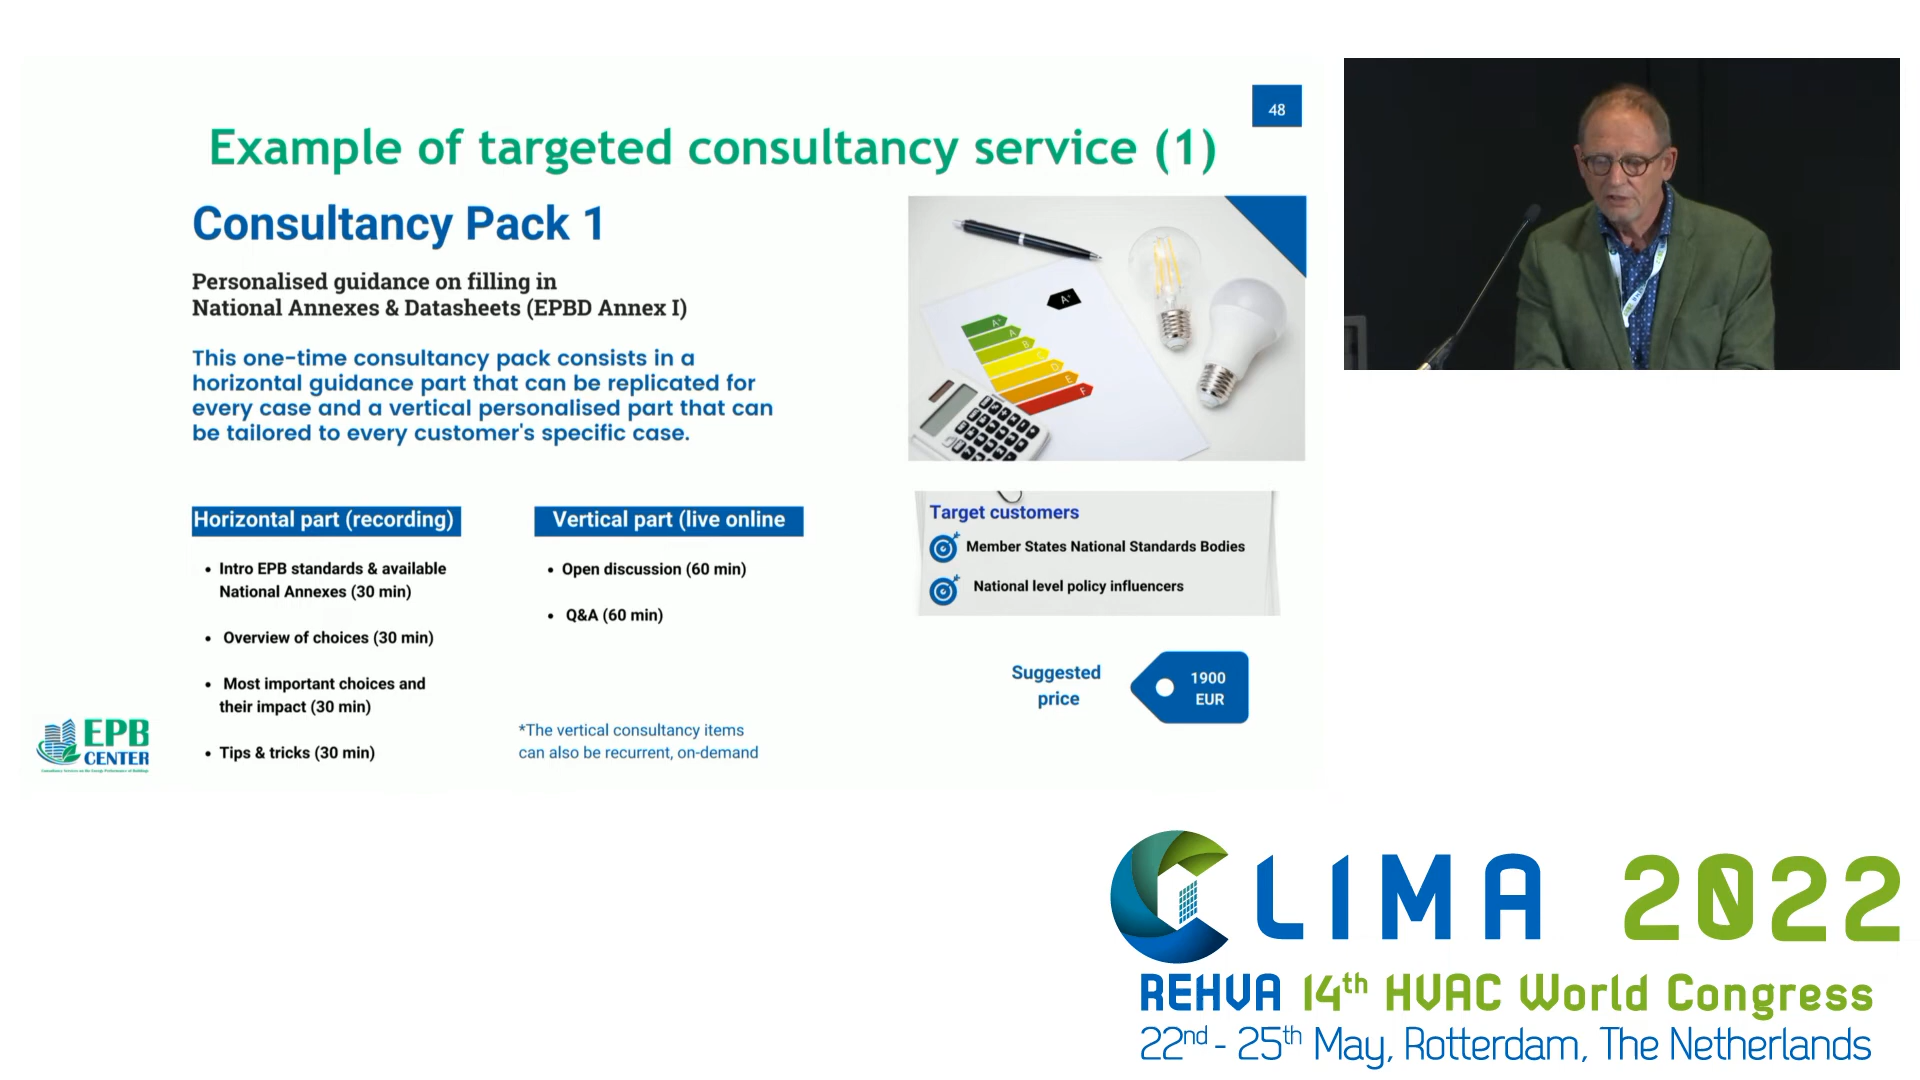 48
Example of targeted consultancy service (1)
Consultancy Pack 1
Personalised guidance on filling in
National Annexes & Datasheets (EPBD Annex I)
This one-time consultancy pack consists in a
horizontal guidance part that can be replicated for
every case and a vertical personalised part that can
be tailored to every customer's specific case.
A+
A+
A
B
C
D
E
F
Horizontal part (recording)
• Intro EPB standards & available
National Annexes (30 min)
• Overview of choices (30 min)
• Most important choices and
their impact (30 min)
• Tips & tricks (30 min)
Vertical part (live online
• Open discussion (60 min)
• Q&A (60 min)
*The vertical consultancy items
can also be recurrent, on-demand
Target customers
Member States National Standards Bodies
National level policy influencers
Suggested
price
1900
EUR
EPB
CENTER
CLIMA 2022
REHVA 14th HVAC World Congress
22nd - 25th May, Rotterdam, The Netherlands